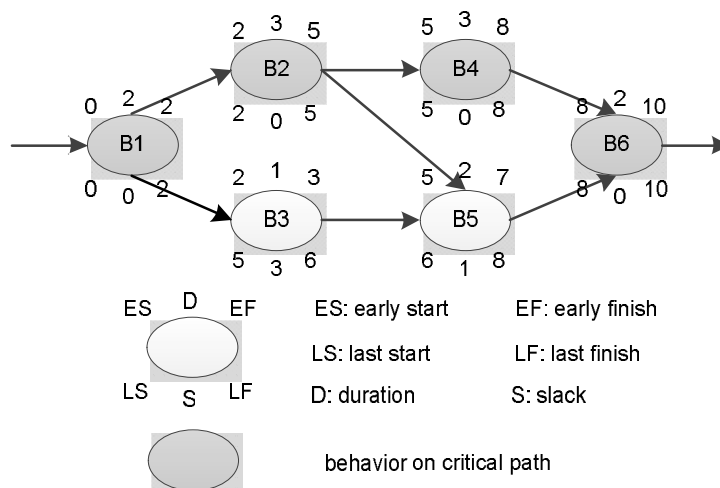 2 3 5
5 3 8
B2
B4
0 2 2
2 0 5
5 0 8
8 2 10
B1
B6
0 0 2
2 1 3
5 2 7
8 0 10
B3
B5
5 3 6
6 1 8
ES D EF
ES: early start
EF: early finish
LS: last start
LF: last finish
LS S LF
D: duration
S: slack
behavior on critical path